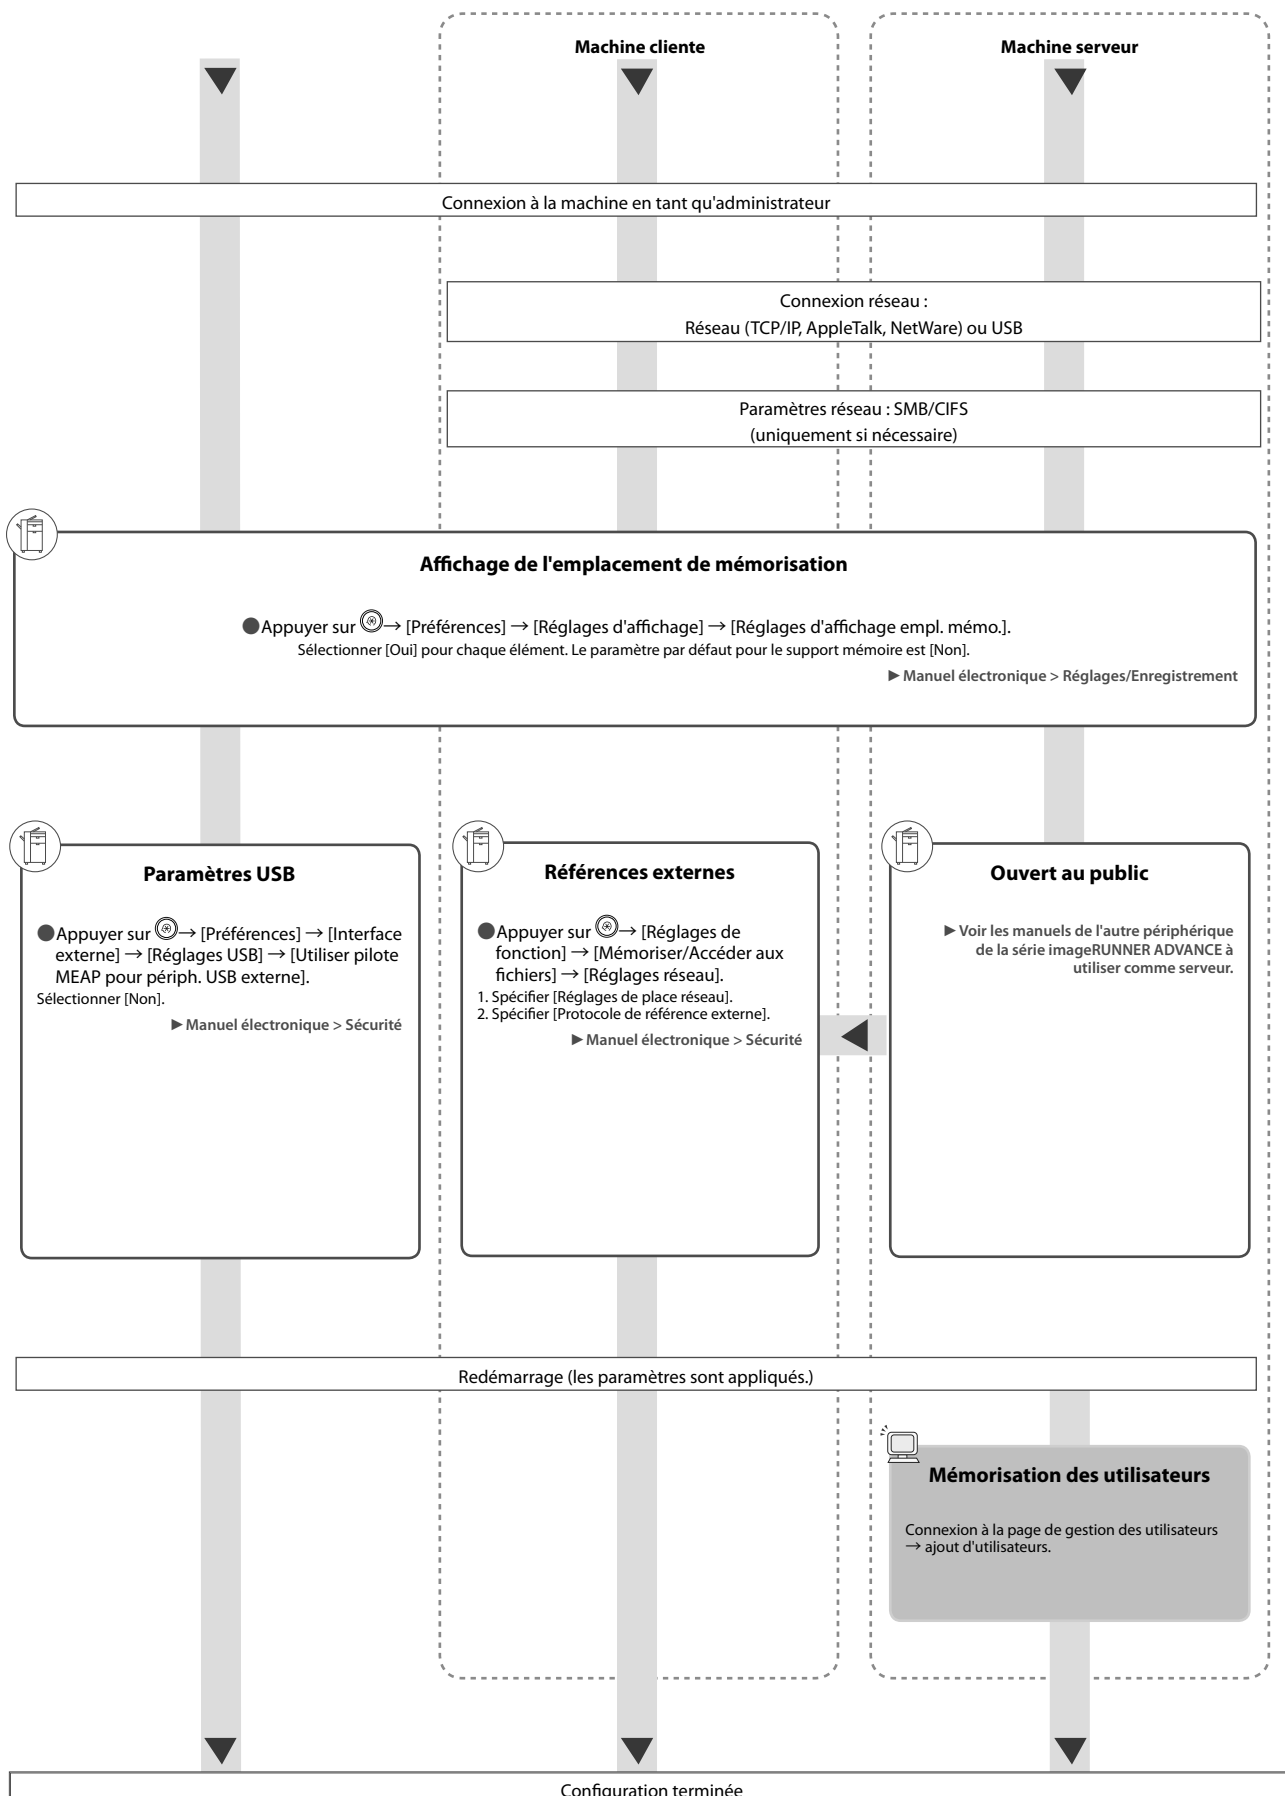 Machine cliente
Machine serveur
Connexion à la machine en tant qu'administrateur
Connexion réseau :
Réseau (TCP/IP, AppleTalk, NetWare) ou USB
Paramètres réseau : SMB/CIFS
(uniquement si nécessaire)
Affichage de l'emplacement de mémorisation
●Appuyer sur → [Préférences] → [Réglages d'affichage] → [Réglages d'affichage empl. mémo.].
Sélectionner [Oui] pour chaque élément. Le paramètre par défaut pour le support mémoire est [Non].
►Manuel électronique > Réglages/Enregistrement
Paramètres USB
●Appuyer sur → [Préférences] → [Interface
externe] → [Réglages USB] → [Utiliser pilote
MEAP pour périph. USB externe].
Sélectionner [Non].
►Manuel électronique > Sécurité
Références externes
●Appuyer sur → [Réglages de
fonction] → [Mémoriser/Accéder aux
fichiers] → [Réglages réseau].
1. Spécifier [Réglages de place réseau].
2. Spécifier [Protocole de référence externe].
►Manuel électronique > Sécurité
Ouvert au public
►Voir les manuels de l'autre périphérique
de la série imageRUNNER ADVANCE à
utiliser comme serveur.
Redémarrage (les paramètres sont appliqués.)
Mémorisation des utilisateurs
Connexion à la page de gestion des utilisateurs
→ ajout d'utilisateurs.
Configuration terminée